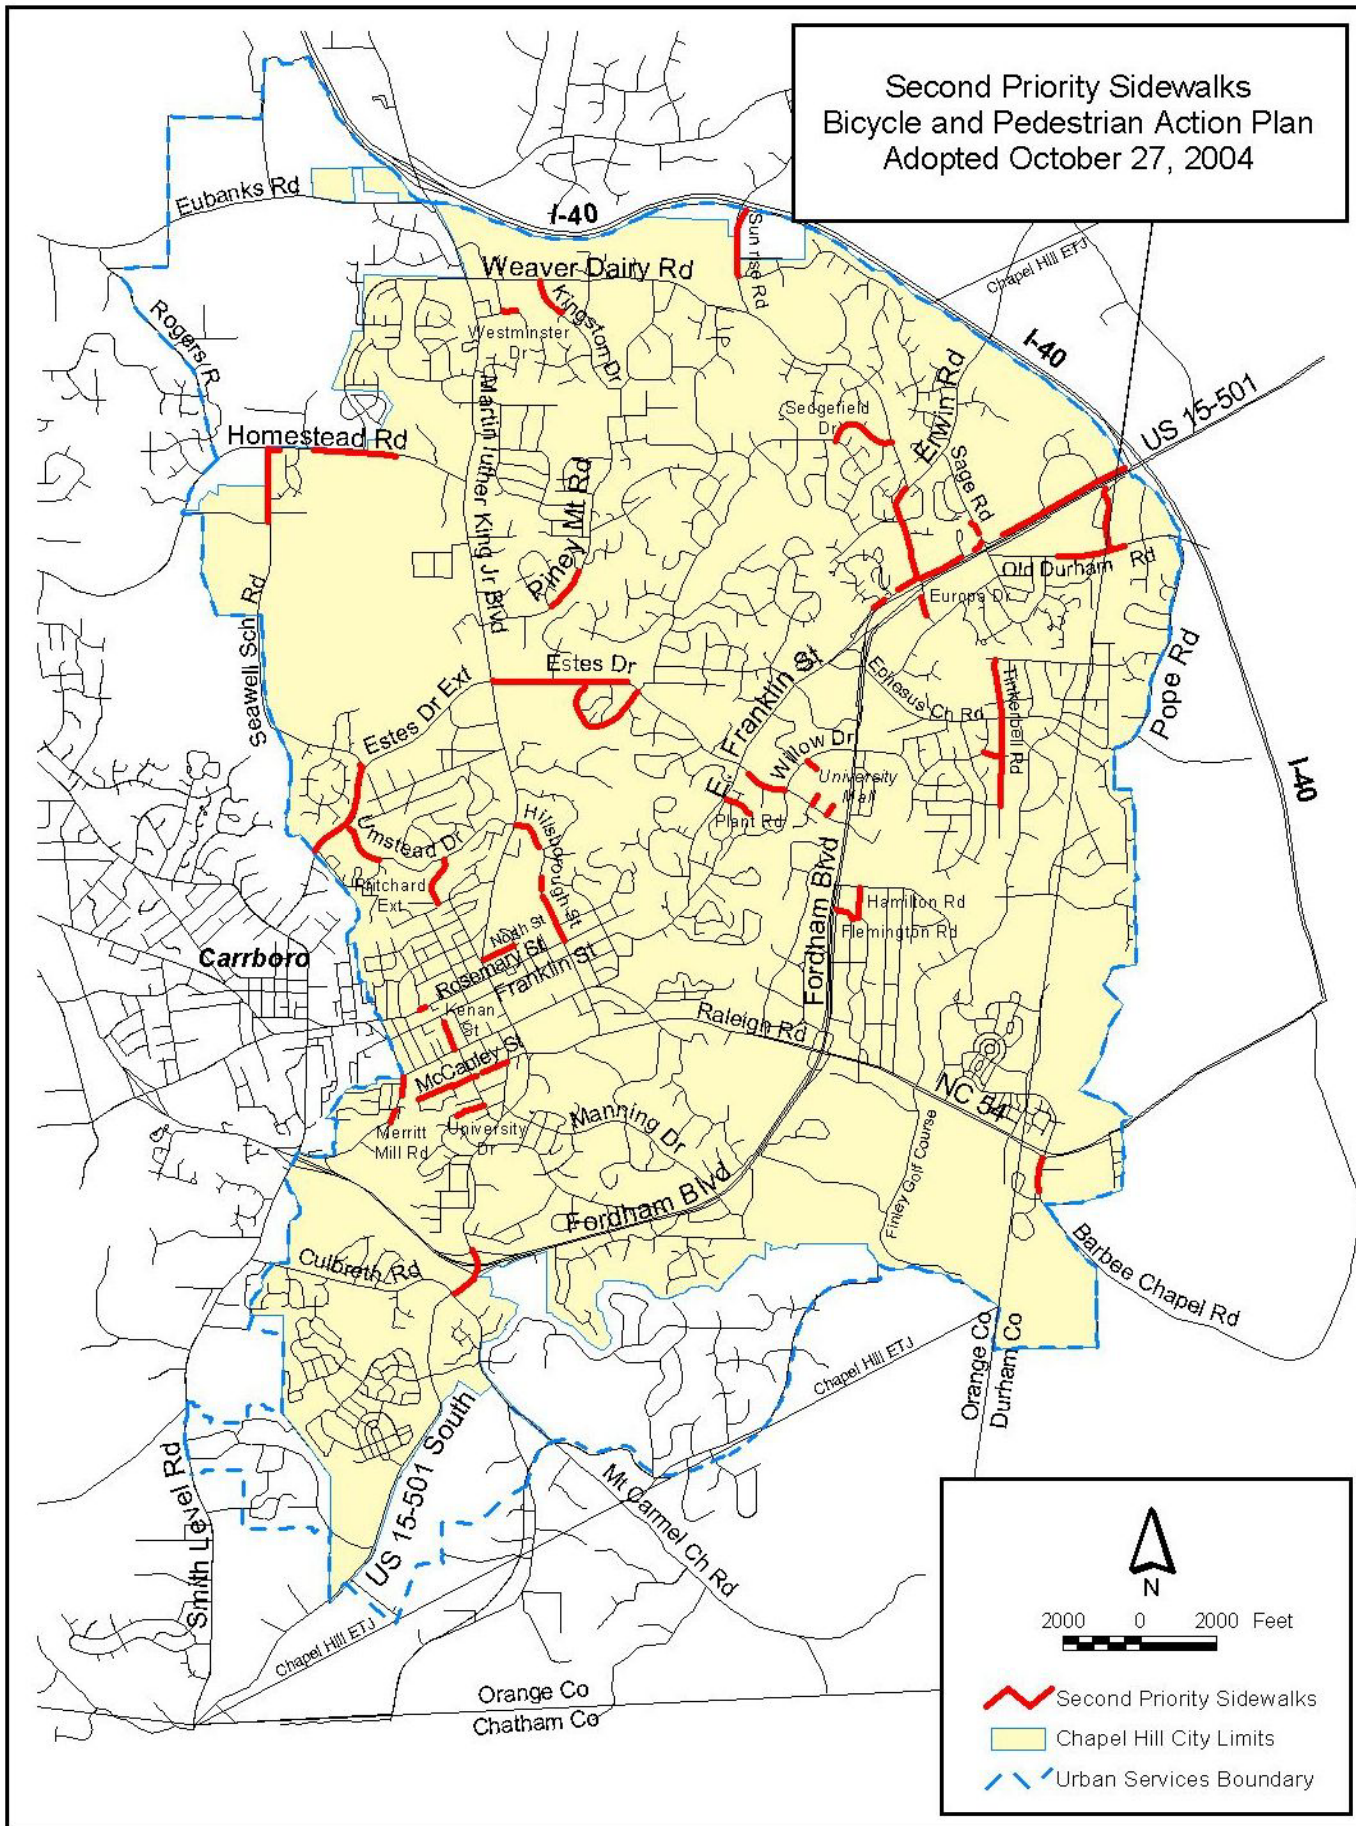 Second Priority Sidewalks
Bicycle and Pedestrian Action Plan
Adopted October 27, 2004
Eubanks Rd
I-40
Sunrise Rd
Chapel Hill ETJ
Weaver Dairy Rd
Kingston Dr
Westminster
Dr
Rogers R
I-40
US 15-501
Erwin Rd
Sedgefield
Dr
Homestead Rd
Martin Luther King Jr Blvd
Sage Rd
Piney Mt Rd
Old Durham Rd
Europa Dr
Seawell Sch Rd
Estes Dr
Estes Dr Ext
E. Franklin St
Ephesus Ch Rd
Tinkerbell Rd
Pope Rd
I-40
Willow Dr
University
Mall
Plant Rd
Umstead Dr
Hillsborough St
Pritchard
Ext
Fordham Blvd
Hamilton Rd
Flemington Rd
Carrboro
North St
Rosemary St
Franklin St
Kenan
St
Raleigh Rd
McCauley St
NC 54
Merritt
Mill Rd
University
Dr
Manning Dr
Finley Golf Course
Fordham Blvd
Culbreth Rd
Barbee Chapel Rd
Chapel Hill ETJ
Orange Co
Durham Co
US 15-501 South
Smith Level Rd
Mt Carmel Ch Rd
Chapel Hill ETJ
Orange Co
Chatham Co
N
2000 0 2000 Feet
Second Priority Sidewalks
Chapel Hill City Limits
Urban Services Boundary